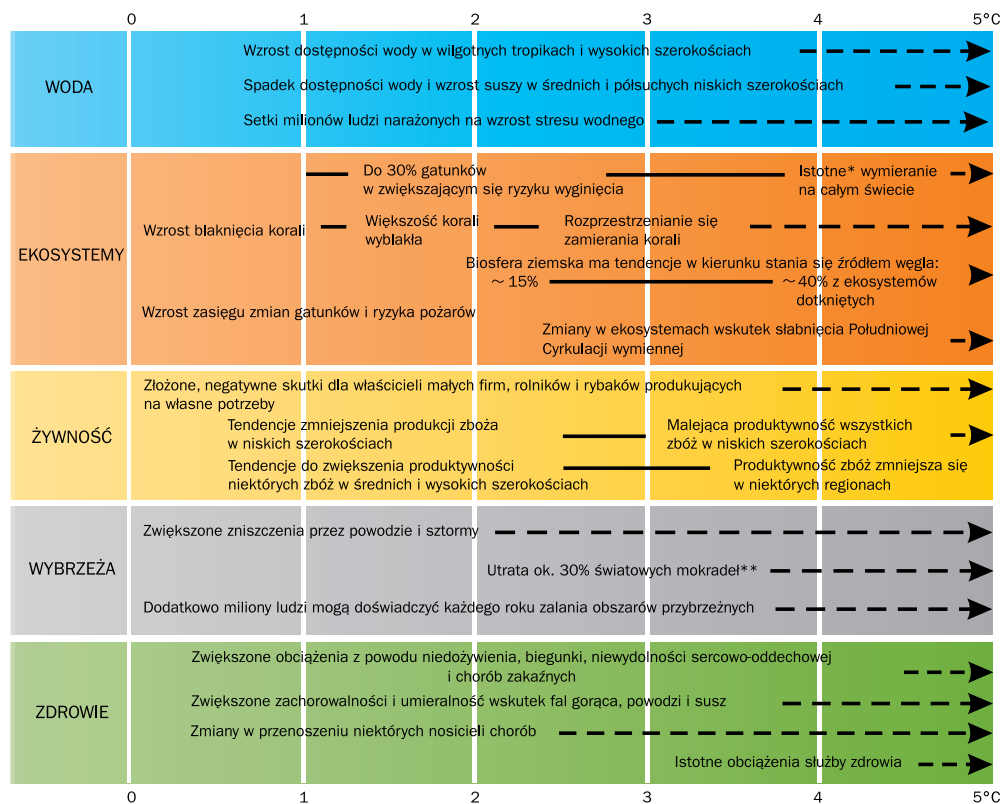 0 1 2 3 4 5°C
WODA
Wzrost dostępności wody w wilgotnych tropikach i wysokich szerokościach
Spadek dostępności wody i wzrost suszy w średnich i półsuchych niskich szerokościach
Setki milionów ludzi narażonych na wzrost stresu wodnego
EKOSYSTEMY
Do 30% gatunków
w zwiększającym się ryzyku wyginięcia
Istotne* wymieranie
na całym świecie
Wzrost blaknięcia korali
Większość korali
wyblakła
Rozprzestrzenianie się
zamierania korali
Biosfera ziemska ma tendencje w kierunku stania się źródłem węgla:
~ 15%
~ 40% z ekosystemów
dotkniętych
Wzrost zasięgu zmian gatunków i ryzyka pożarów
Zmiany w ekosystemach wskutek słabnięcia Południowej
Cyrkulacji wymiennej
ŻYWNOŚĆ
Złożone, negatywne skutki dla właścicieli małych firm, rolników i rybaków produkujących
na własne potrzeby
Tendencje zmniejszenia produkcji zboża
w niskich szerokościach
Malejąca produktywność wszystkich
zbóż w niskich szerokościach
Tendencje do zwiększenia produktywności
niektórych zbóż w średnich i wysokich szerokościach
Produktywność zbóż zmniejsza się
w niektórych regionach
WYBRZEŻA
Zwiększone zniszczenia przez powodzie i sztormy
Utrata ok. 30% światowych mokradeł**
Dodatkowo miliony ludzi mogą doświadczyć każdego roku zalania obszarów przybrzeżnych
ZDROWIE
Zwiększone obciążenia z powodu niedożywienia, biegunki, niewydolności sercowo-oddechowej
i chorób zakaźnych
Zwiększone zachorowalności i umieralność wskutek fal gorąca, powodzi i susz
Zmiany w przenoszeniu niektórych nosicieli chorób
Istotne obciążenia służby zdrowia
0 1 2 3 4 5°C